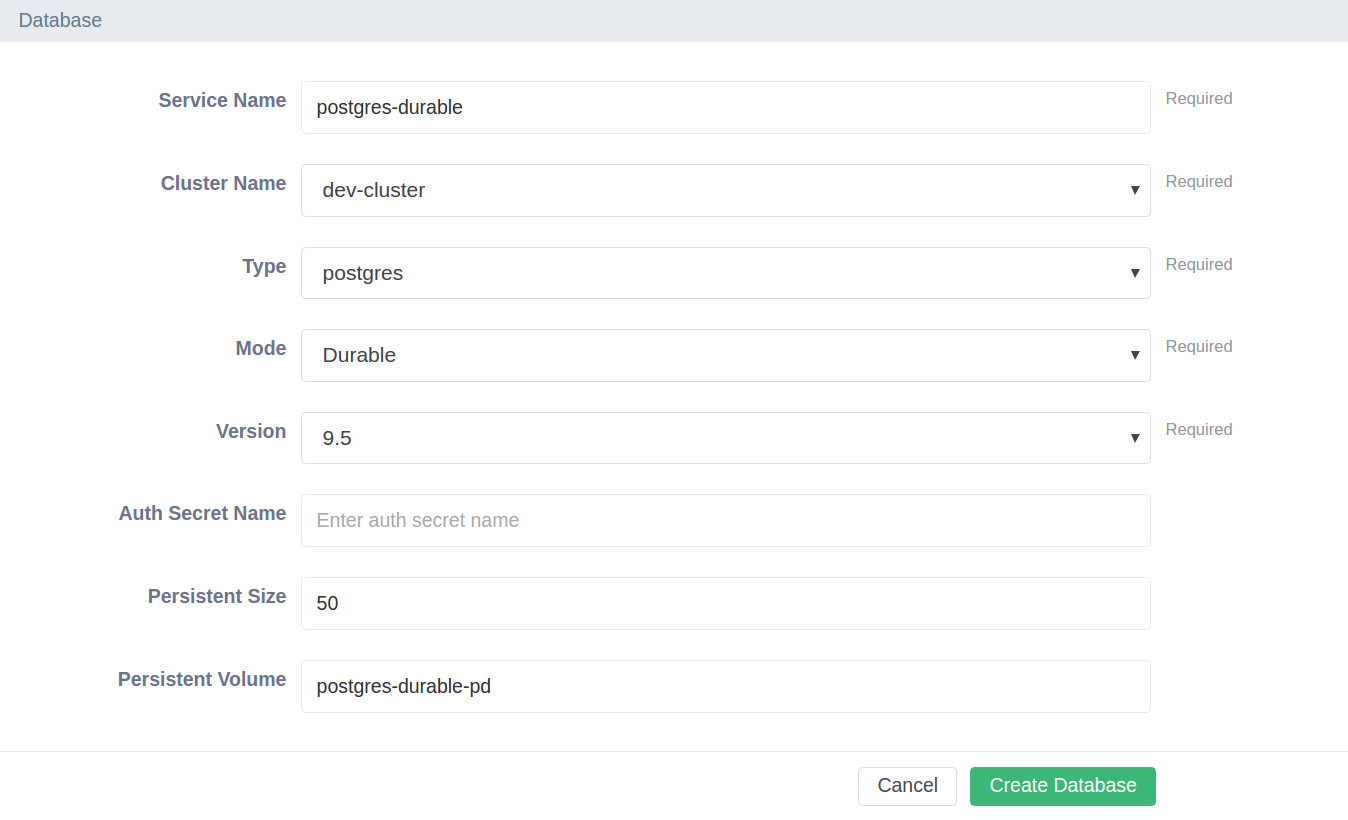 Database
Service Name postgres-durable Required
Cluster Name dev-cluster ▼ Required
Type postgres ▼ Required
Mode Durable ▼ Required
Version 9.5 ▼ Required
Auth Secret Name Enter auth secret name
Persistent Size 50
Persistent Volume postgres-durable-pd
Cancel Create Database